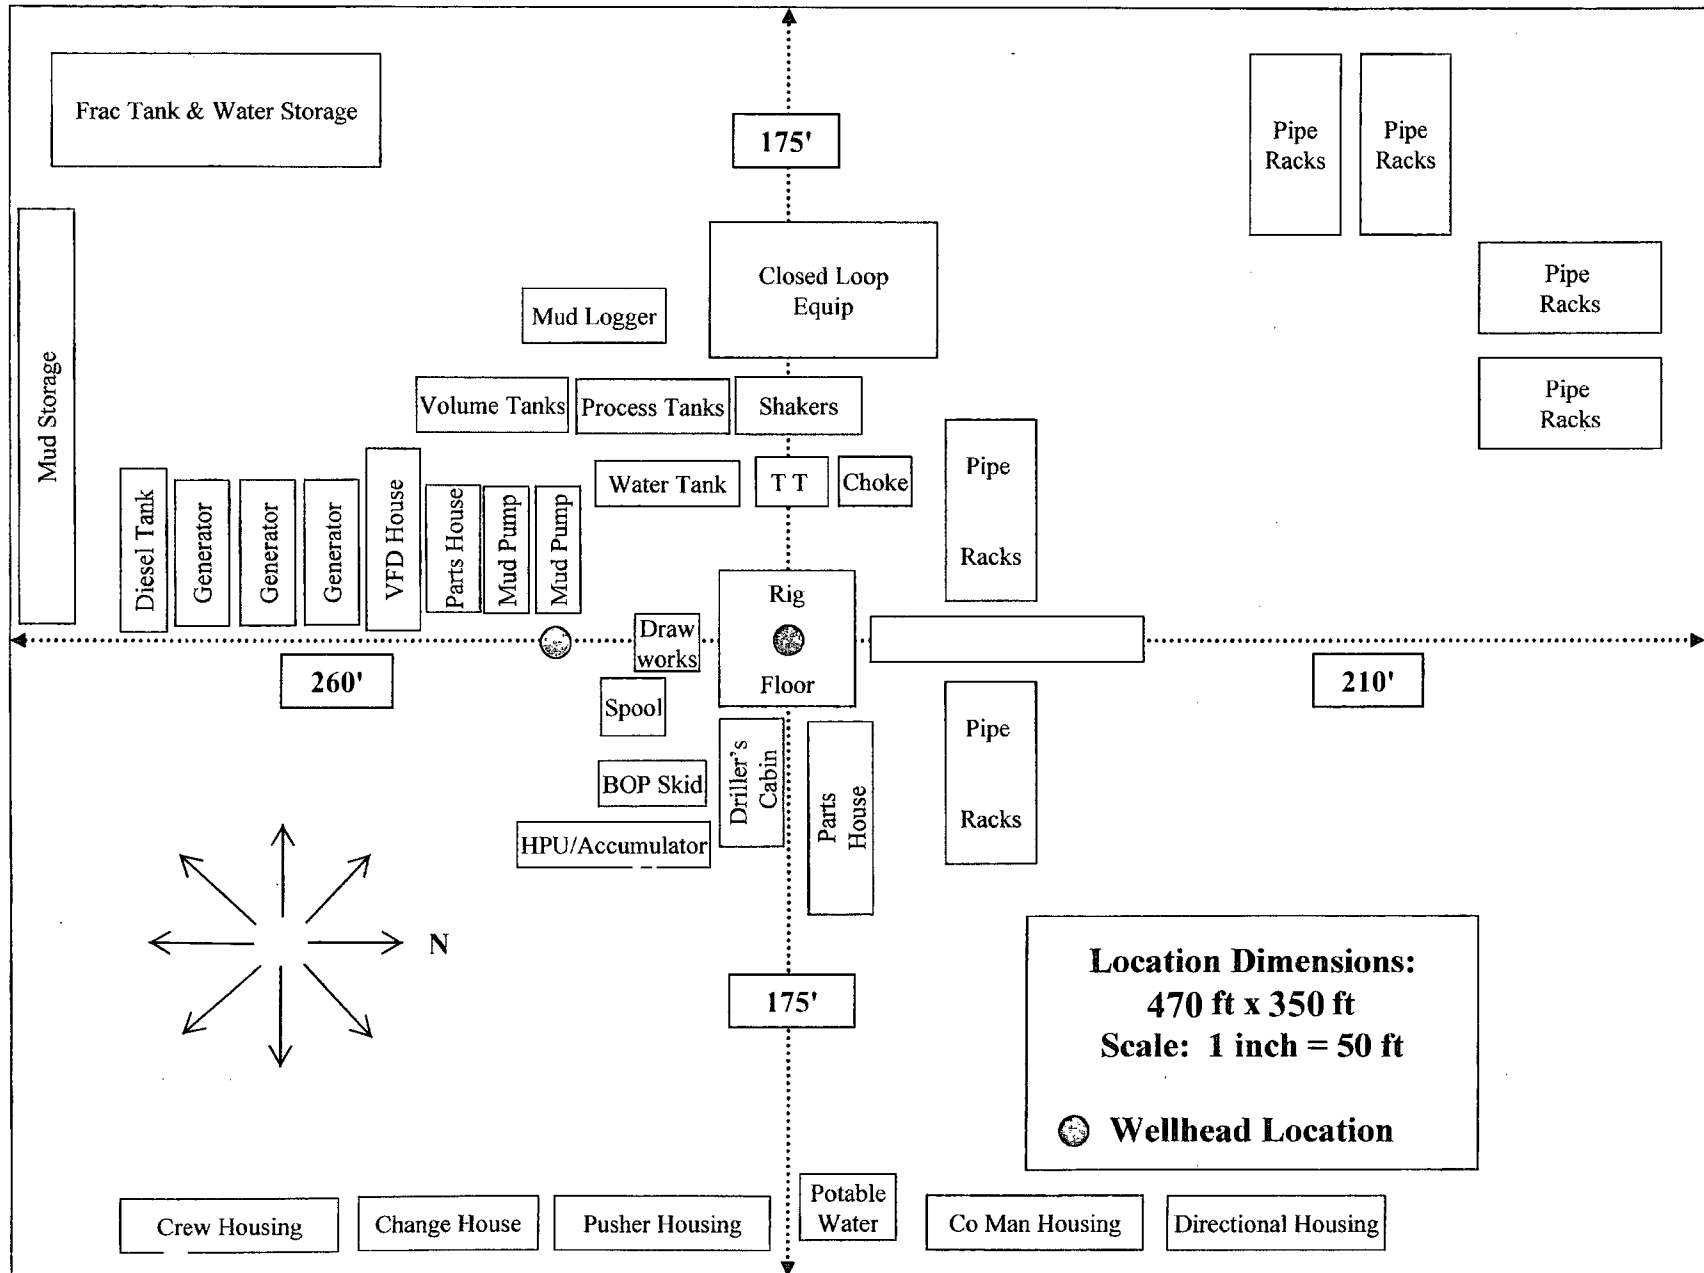 Frac Tank & Water Storage
175'
Pipe
Racks
Pipe
Racks
Closed Loop
Equip
Pipe
Racks
Mud Logger
Mud Storage
Volume Tanks
Process Tanks
Shakers
Pipe
Racks
Diesel Tank
Generator
Generator
Generator
VFD House
Parts House
Mud Pump
Mud Pump
Water Tank
T T
Choke
Pipe
Racks
Rig
Floor
Draw
works
260'
210'
Spool
Driller's
Cabin
Parts
House
Pipe
Racks
BOP Skid
HPU/Accumulator
N
175'
Location Dimensions:
470 ft x 350 ft
Scale: 1 inch = 50 ft
Wellhead Location
Crew Housing
Change House
Pusher Housing
Potable
Water
Co Man Housing
Directional Housing